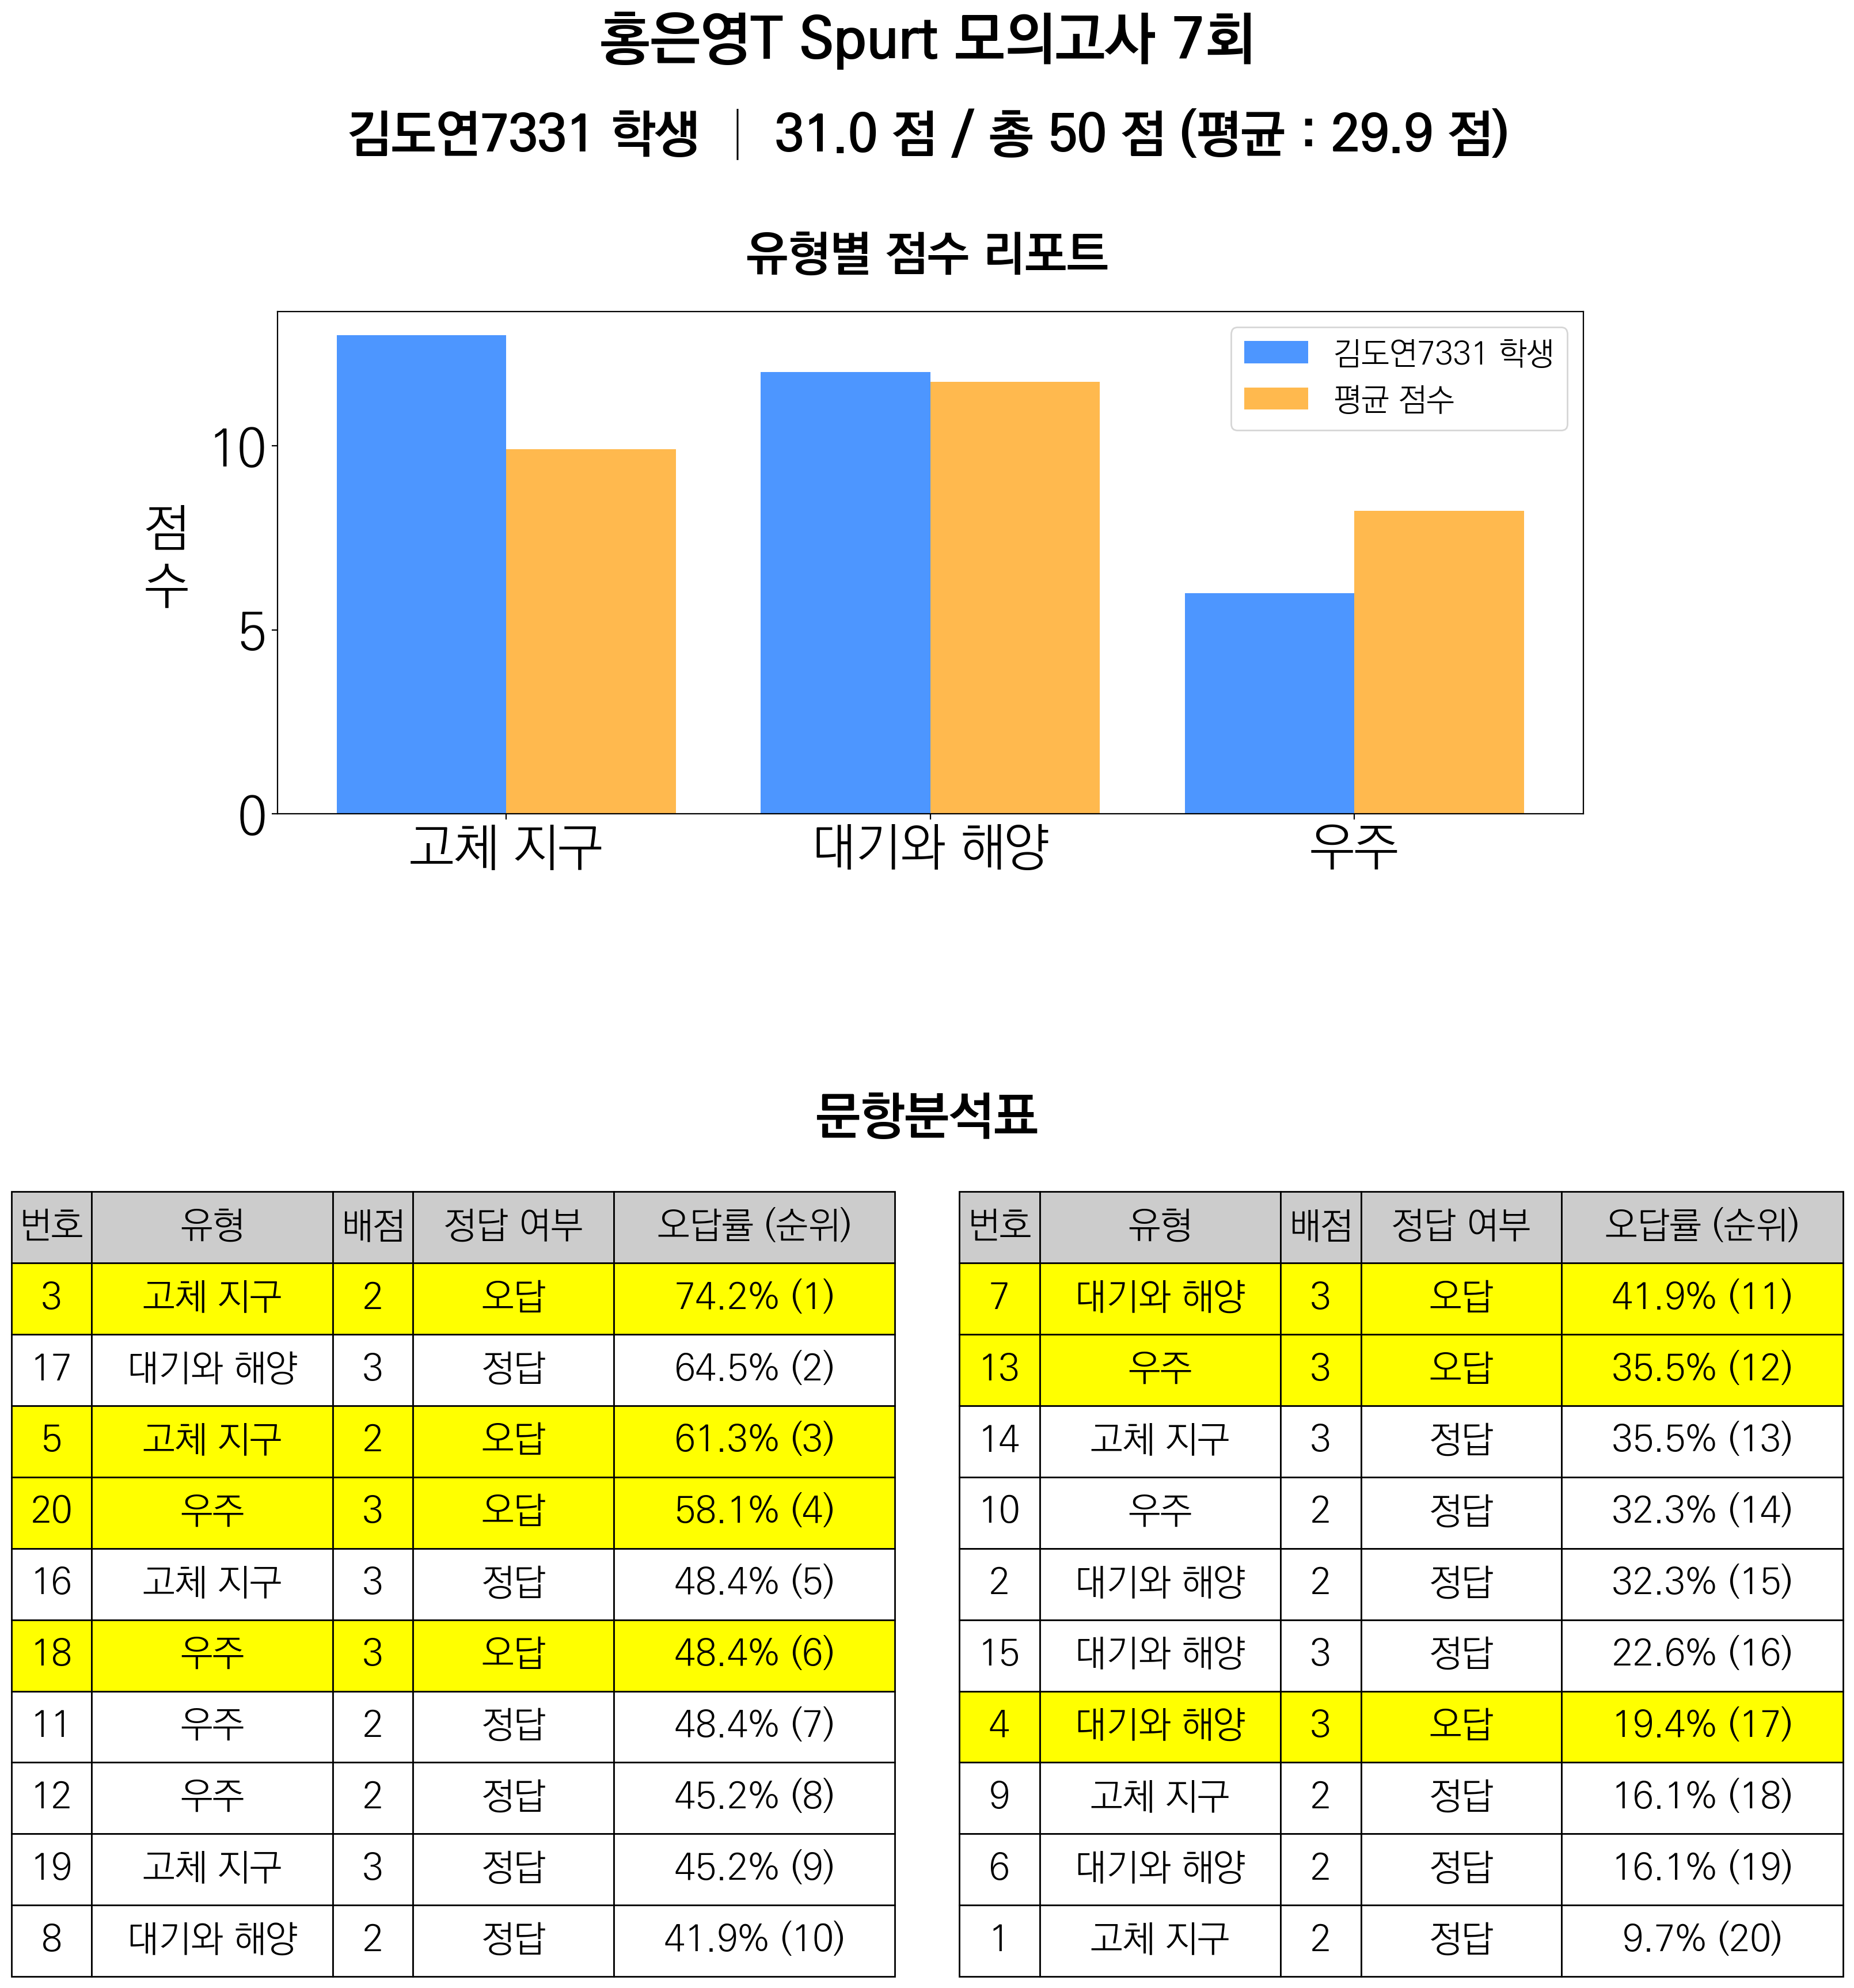 홍은영T Spurt 모의고사 7회
김도연7331 학생 | 31.0 점 / 총 50 점 (평균 : 29.9 점)
유형별 점수 리포트
김도연7331 학생
평균 점수
10
5
0
점
수
고체 지구 대기와 해양 우주
문항분석표
번호 유형 배점 정답 여부 오답률 (순위)
3 고체 지구 2 오답 74.2% (1)
17 대기와 해양 3 정답 64.5% (2)
5 고체 지구 2 오답 61.3% (3)
20 우주 3 오답 58.1% (4)
16 고체 지구 3 정답 48.4% (5)
18 우주 3 오답 48.4% (6)
11 우주 2 정답 48.4% (7)
12 우주 2 정답 45.2% (8)
19 고체 지구 3 정답 45.2% (9)
8 대기와 해양 2 정답 41.9% (10)
번호 유형 배점 정답 여부 오답률 (순위)
7 대기와 해양 3 오답 41.9% (11)
13 우주 3 오답 35.5% (12)
14 고체 지구 3 정답 35.5% (13)
10 우주 2 정답 32.3% (14)
2 대기와 해양 2 정답 32.3% (15)
15 대기와 해양 3 정답 22.6% (16)
4 대기와 해양 3 오답 19.4% (17)
9 고체 지구 2 정답 16.1% (18)
6 대기와 해양 2 정답 16.1% (19)
1 고체 지구 2 정답 9.7% (20)